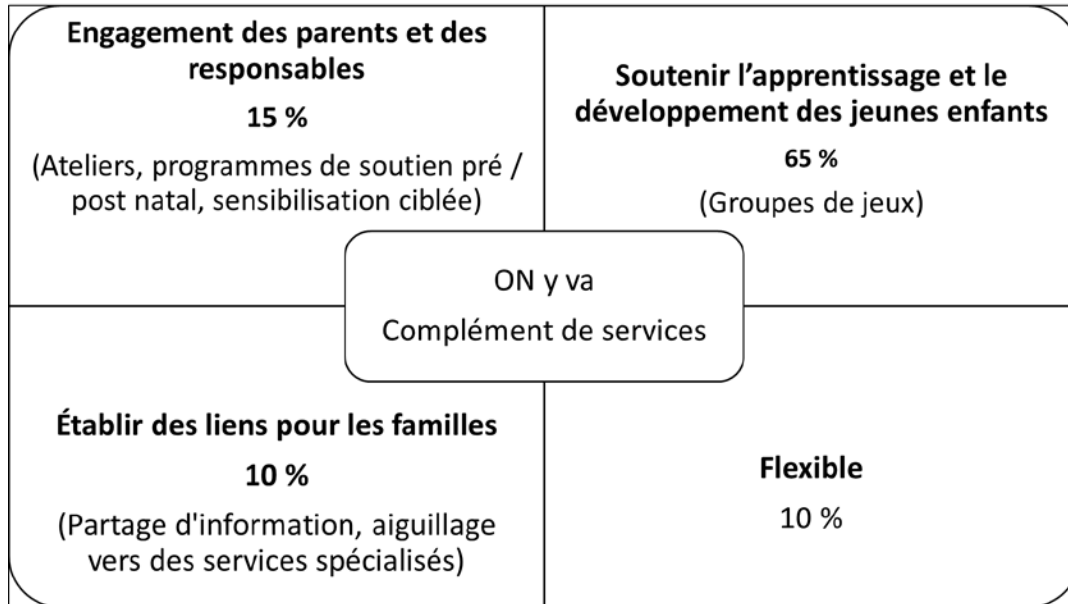 Engagement des parents et des
responsables
15 %
(Ateliers, programmes de soutien pré /
post natal, sensibilisation ciblée)
Soutenir l’apprentissage et le
développement des jeunes enfants
65 %
(Groupes de jeux)
ON y va
Complément de services
Établir des liens pour les familles
10 %
(Partage d'information, aiguillage
vers des services spécialisés)
Flexible
10 %